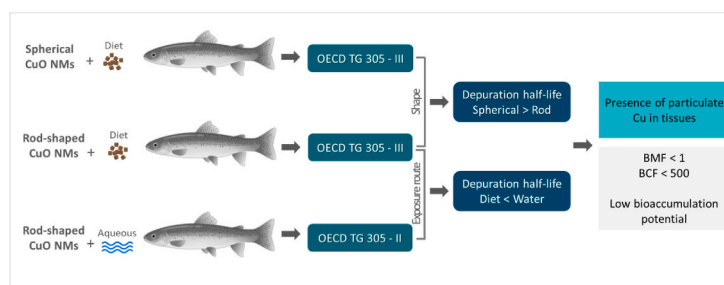 Spherical
CuO NMs
+
Diet
OECD TG 305 - III
Rod-shaped
CuO NMs
+
Diet
OECD TG 305 - III
Rod-shaped
CuO NMs
+
Aqueous
OECD TG 305 - II
Shape
Exposure route
Depuration half-life
Spherical > Rod
Depuration half-life
Diet < Water
Presence of particulate
Cu in tissues
BMF < 1
BCF < 500
Low bioaccumulation
potential